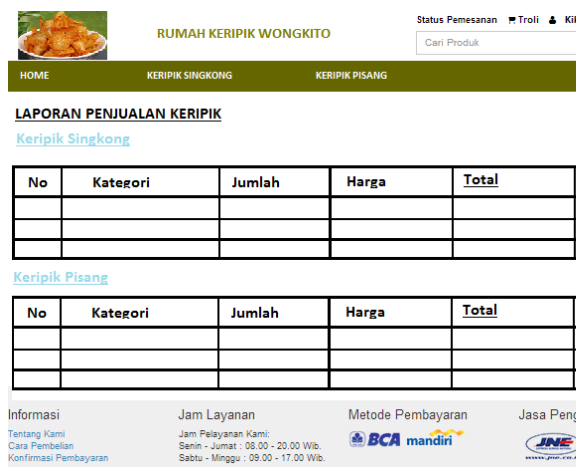 Status Pemesanan Troli
RUMAH KERIPIK WONGKITO
Cari Produk
HOME KERIPIK SINGKONG KERIPIK PISANG
LAPORAN PENJUALAN KERIPIK
Keripik Singkong
No Kategori Jumlah Harga Total
Keripik Pisang
No Kategori Jumlah Harga Total
Informasi Jam Layanan Metode Pembayaran Jasa
Tentang Kami Jam Pelayanan Kami:
Cara Pembelian Senin - Jumat : 08.00 - 20.00 Wib.
Konfirmasi Pembayaran Sabtu - Minggu : 09.00 - 17.00 Wib.
BCA mandiri JNE